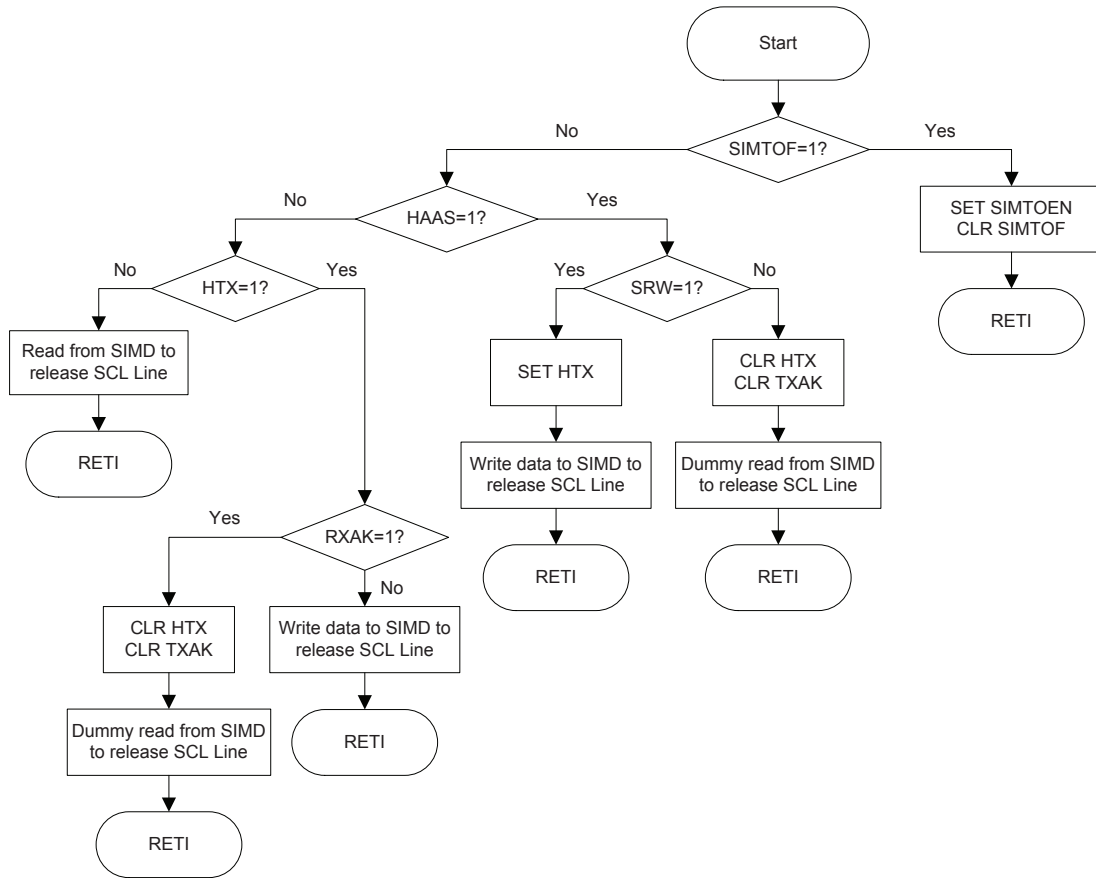 Start
No
Yes
SIMTOF=1?
No
HAAS=1?
Yes
SET SIMTOEN
CLR SIMTOF
No
HTX=1?
Yes
Yes
SRW=1?
No
RETI
Read from SIMD to
release SCL Line
SET HTX
CLR HTX
CLR TXAK
RETI
Write data to SIMD to
release SCL Line
Dummy read from SIMD
to release SCL Line
Yes
RXAK=1?
RETI
RETI
No
CLR HTX
CLR TXAK
Write data to SIMD to
release SCL Line
Dummy read from SIMD
to release SCL Line
RETI
RETI